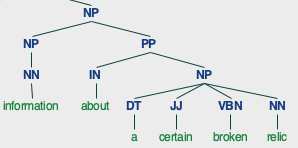 NP
NP PP
NN IN NP
information about DT JJ VBN NN
a certain broken relic